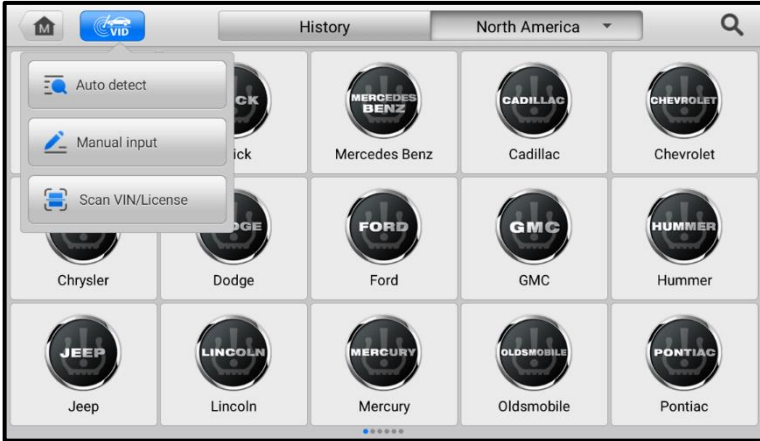 M
VID
History
North America
Auto detect
Manual input
Scan VIN/License
CK
ick
MERCEDES
BENZ
Mercedes Benz
CADILLAC
Cadillac
CHEVROLET
Chevrolet
Chrysler
DGE
Dodge
FORD
Ford
GMC
GMC
HUMMER
Hummer
JEEP
Jeep
LINCOLN
Lincoln
MERCURY
Mercury
OLDSMOBILE
Oldsmobile
PONTIAC
Pontiac